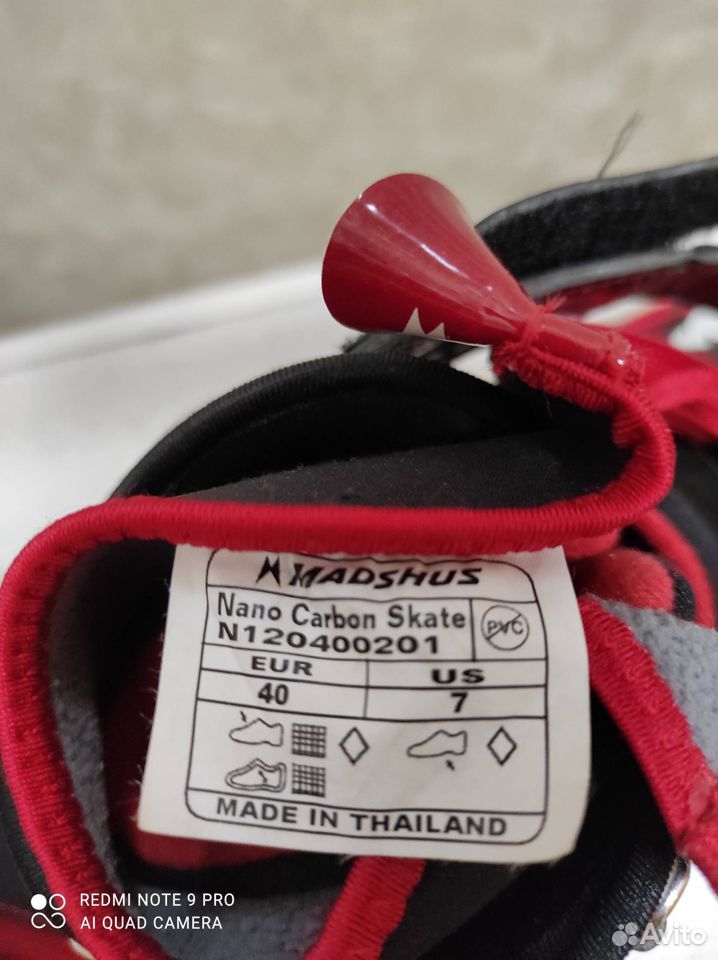 MADSHUS
Nano Carbon Skate
N120400201
PVC
EUR US
40 7
MADE IN THAILAND
REDMI NOTE 9 PRO
AI QUAD CAMERA
Avito